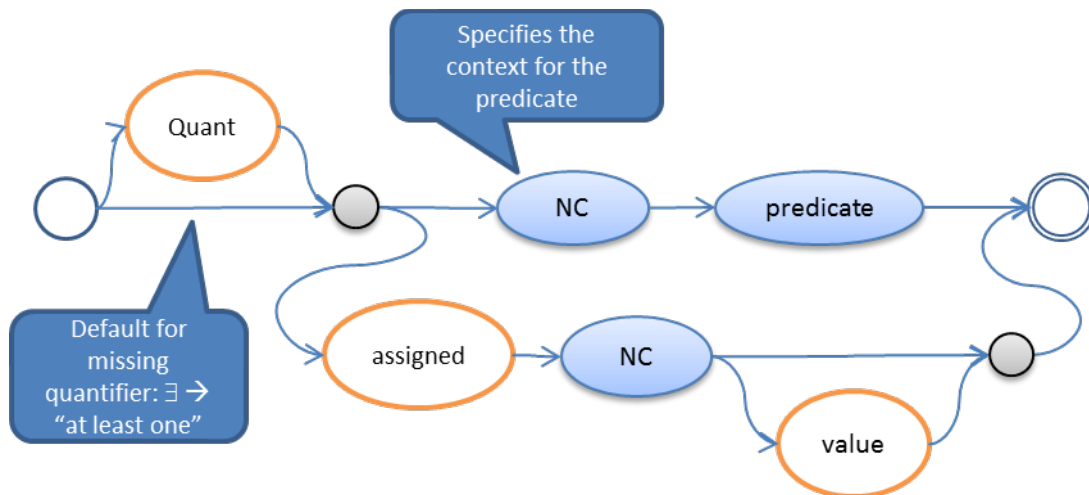 Specifies the
context for the
predicate
Quant
NC
predicate
Default for
missing
quantifier: ∃ →
“at least one”
assigned
NC
value